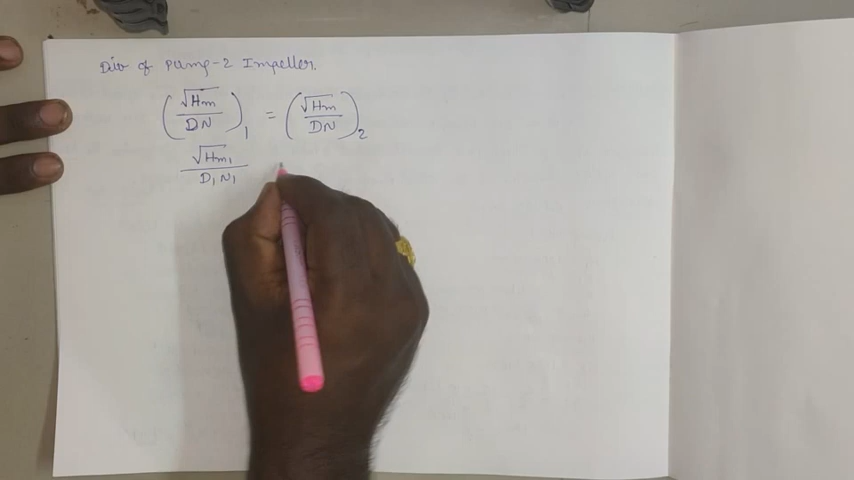 Dia of Pump-2 Impeller.
(√Hm / DN)₁ = (√Hm / DN)₂
√Hm₁ / D₁ N₁